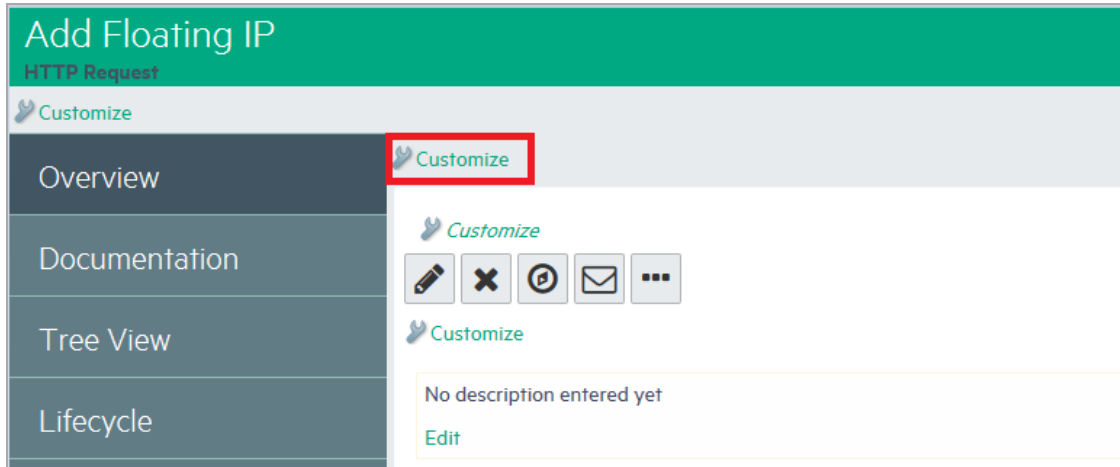 Add Floating IP
HTTP Request
Customize
Customize
Overview
Customize
Documentation
Customize
Tree View
No description entered yet
Lifecycle
Edit